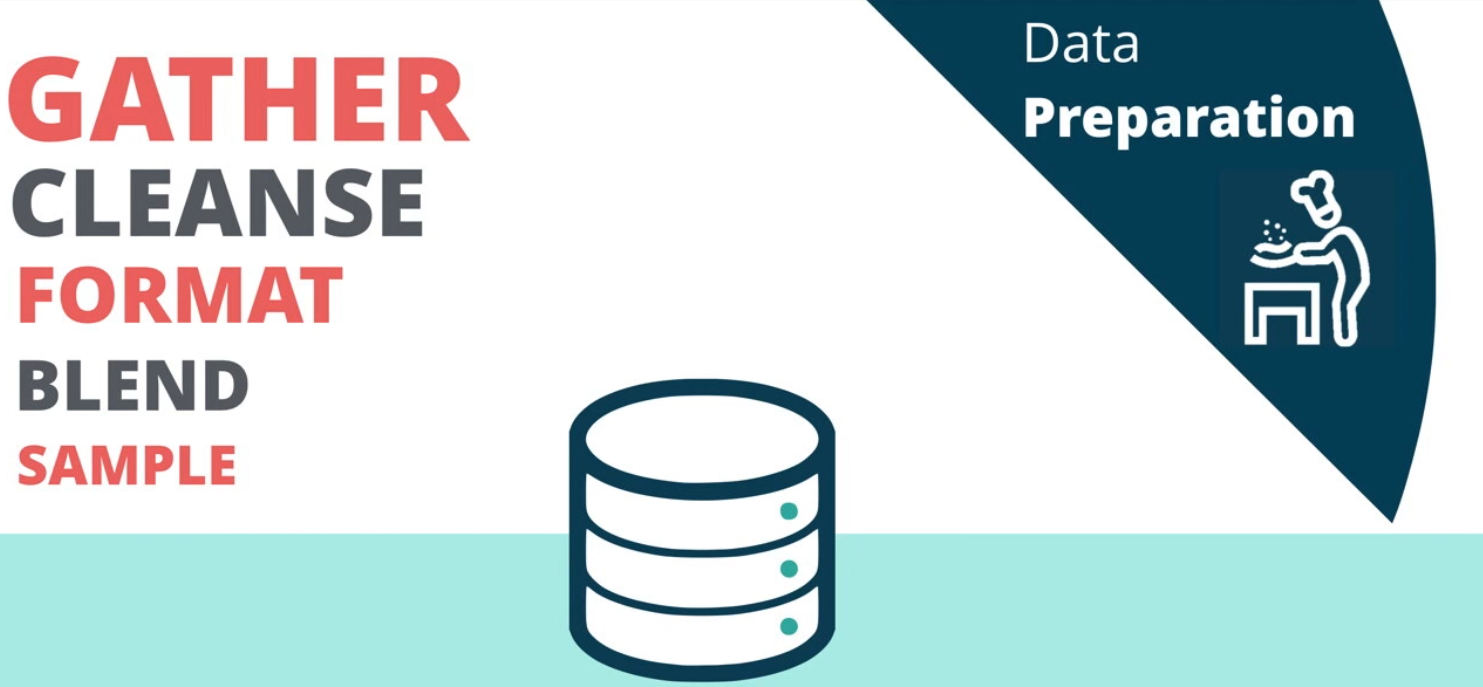 GATHER
CLEANSE
FORMAT
BLEND
SAMPLE
Data
Preparation